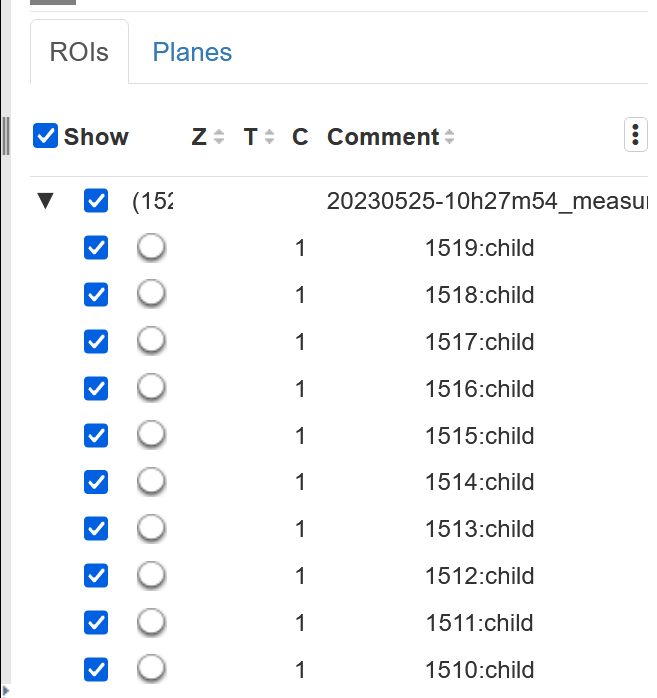 ROIs Planes
Show Z T C Comment
(152 20230525-10h27m54_measu
1 1519:child
1 1518:child
1 1517:child
1 1516:child
1 1515:child
1 1514:child
1 1513:child
1 1512:child
1 1511:child
1 1510:child